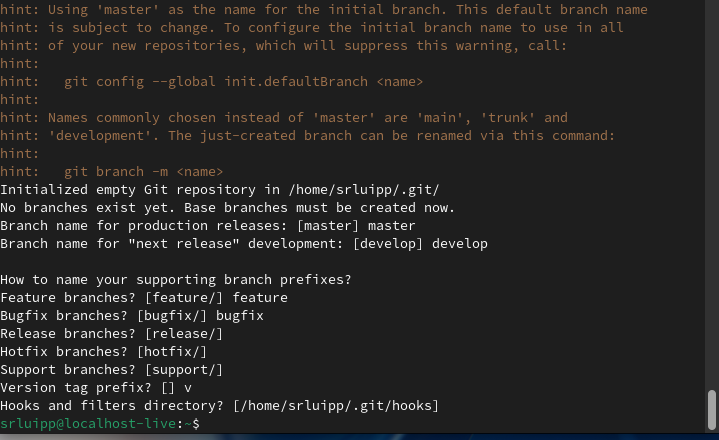 hint: Using 'master' as the name for the initial branch. This default branch name
hint: is subject to change. To configure the initial branch name to use in all
hint: of your new repositories, which will suppress this warning, call:
hint:
hint:   git config --global init.defaultBranch <name>
hint:
hint: Names commonly chosen instead of 'master' are 'main', 'trunk' and
hint: 'development'. The just-created branch can be renamed via this command:
hint:
hint:   git branch -m <name>
Initialized empty Git repository in /home/srluipp/.git/
No branches exist yet. Base branches must be created now.
Branch name for production releases: [master] master
Branch name for "next release" development: [develop] develop

How to name your supporting branch prefixes?
Feature branches? [feature/] feature
Bugfix branches? [bugfix/] bugfix
Release branches? [release/]
Hotfix branches? [hotfix/]
Support branches? [support/]
Version tag prefix? [] v
Hooks and filters directory? [/home/srluipp/.git/hooks]
srluipp@localhost-live:~$